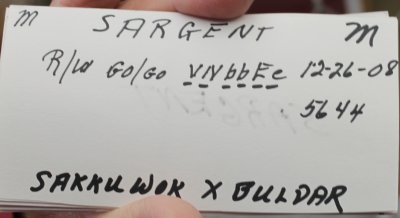 m SARGENT m
R/W GO/GO VNbbEe 12-26-08
5644
SAKKUWOK X BULDAR